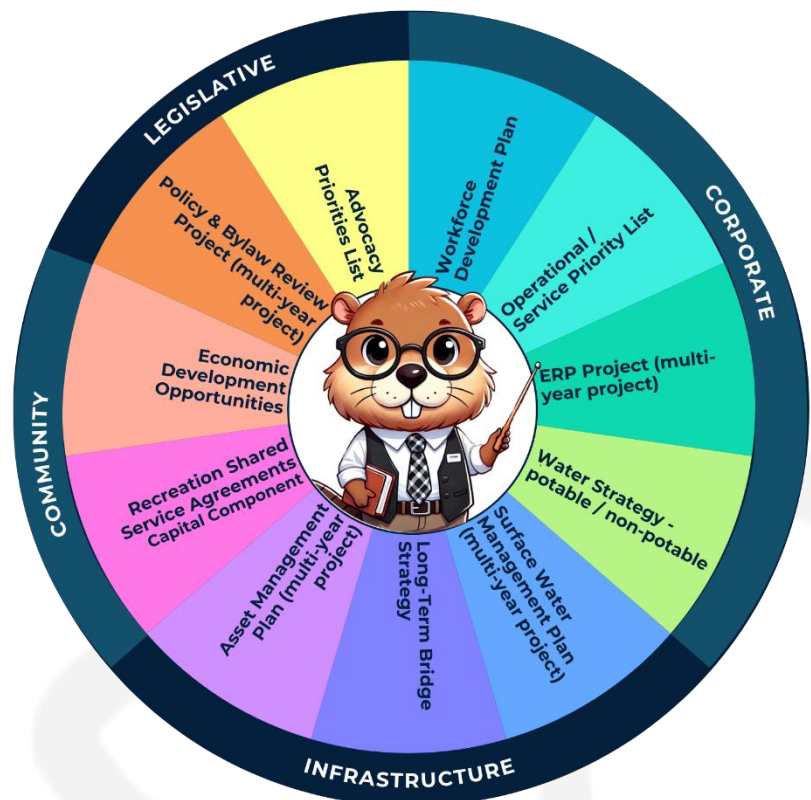 LEGISLATIVE
CORPORATE
COMMUNITY
INFRASTRUCTURE
Advocacy
Priorities List
Workforce
Development Plan
Operational /
Service Priority List
ERP Project (multi-
year project)
Water Strategy -
potable / non-potable
Surface Water
Management Plan
(multi-year project)
Long-Term Bridge
Strategy
Asset Management
Plan (multi-year
project)
Recreation Shared
Service Agreements
Capital Component
Economic
Development
Opportunities
Policy & Bylaw Review
Project (multi-year
project)